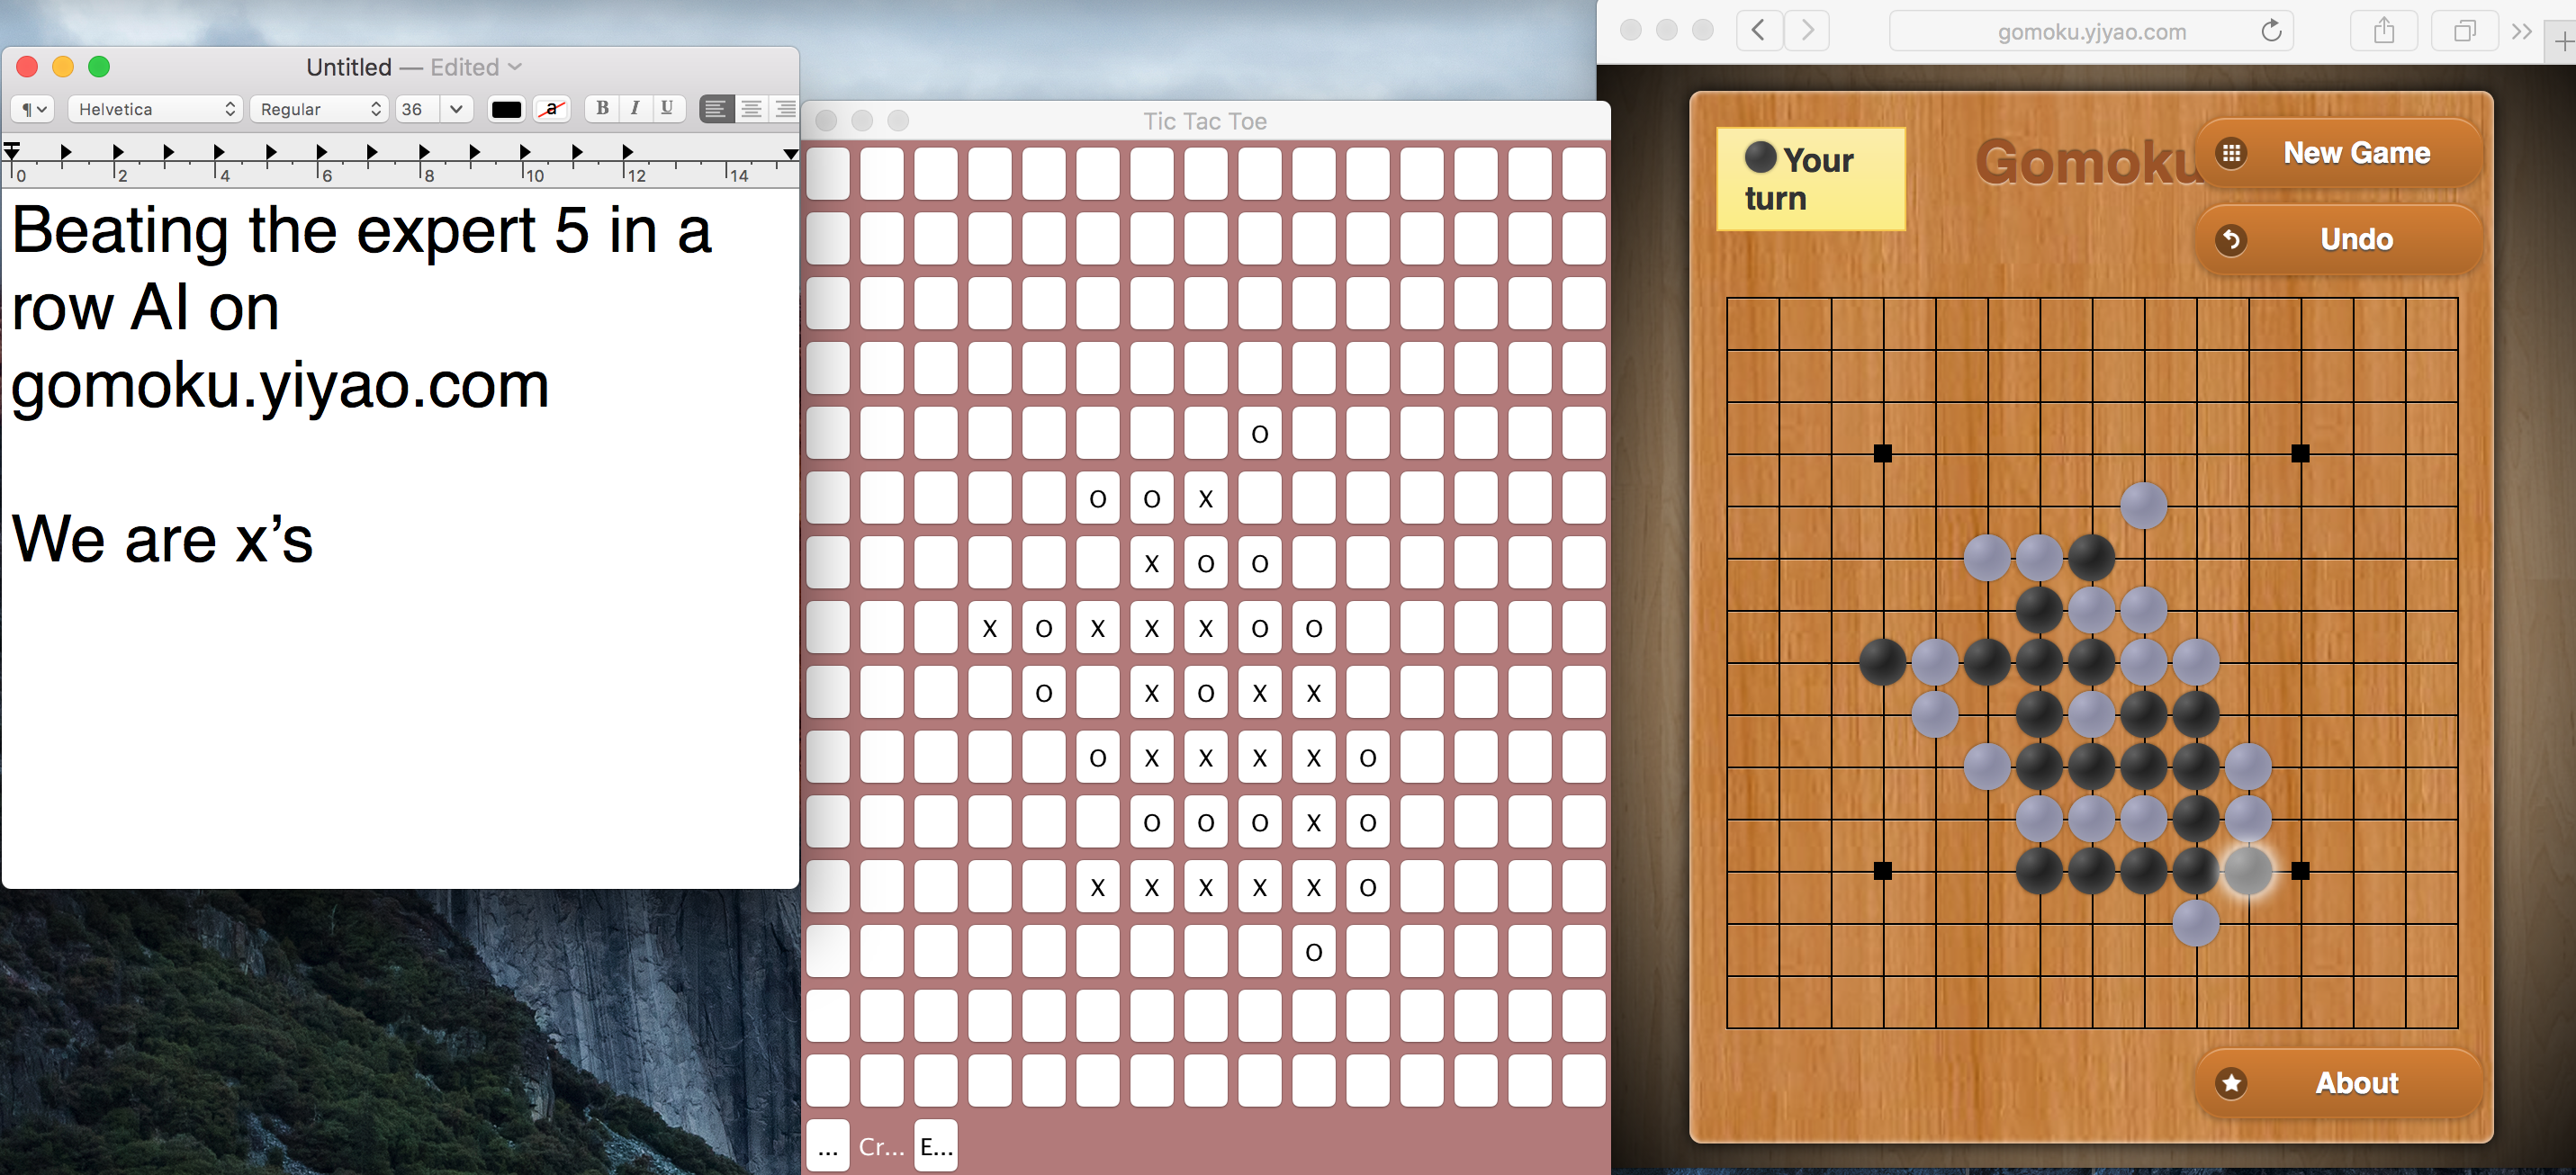 Untitled — Edited
¶ Helvetica Regular 36 a B I U
0 2 4 6 8 10 12 14
Beating the expert 5 in a
row AI on
gomoku.yiyao.com
We are x’s
Tic Tac Toe
O
O O X
X O O
X O X X X O O
O X O X X
O X X X X O
O O O X O
X X X X X O
O
... Cr... E...
gomoku.yjyao.com
Your
turn
Gomoku
New Game
Undo
About